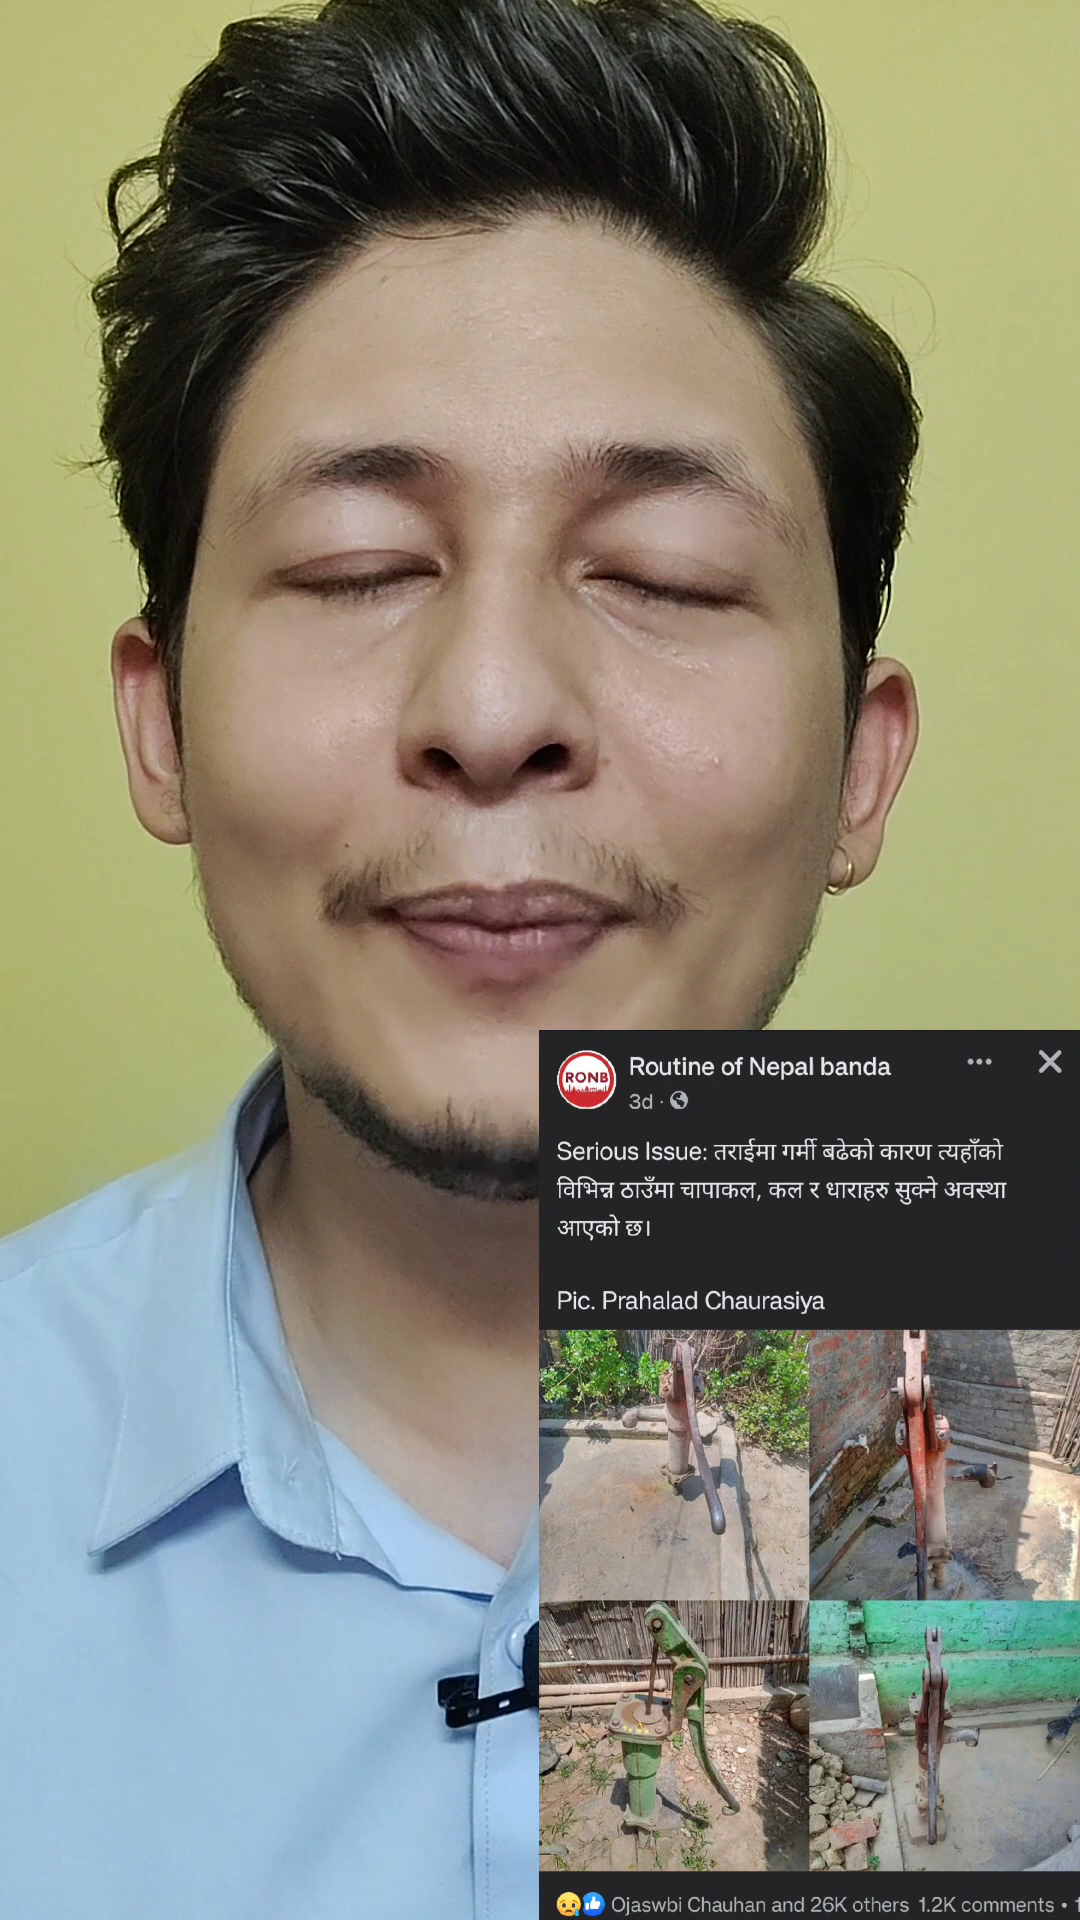 RONB
Routine of Nepal banda
3d
Serious Issue: तराईमा गर्मी बढेको कारण त्यहाँको
विभिन्न ठाउँमा चापाकल, कल र धाराहरु सुक्ने अवस्था
आएको छ।
Pic. Prahalad Chaurasiya
Ojaswbi Chauhan and 26K others 1.2K comments • 1